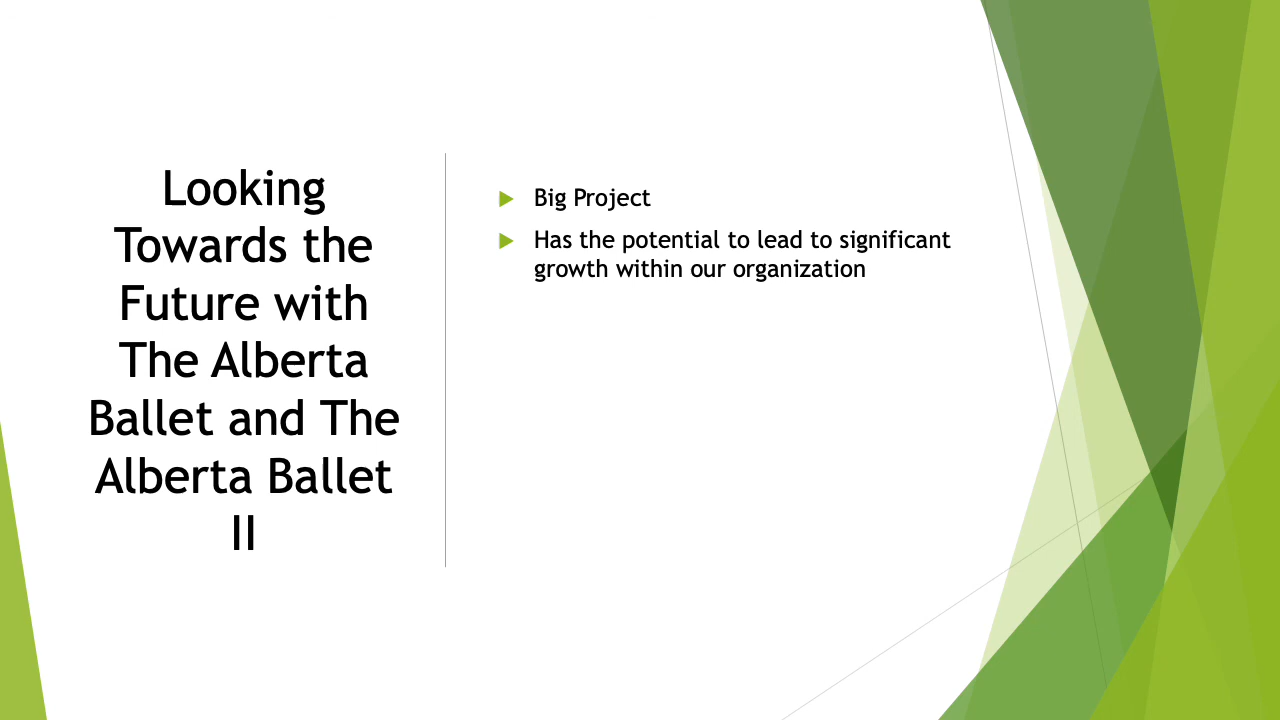 Looking
Towards the
Future with
The Alberta
Ballet and The
Alberta Ballet
II
Big Project
Has the potential to lead to significant
growth within our organization